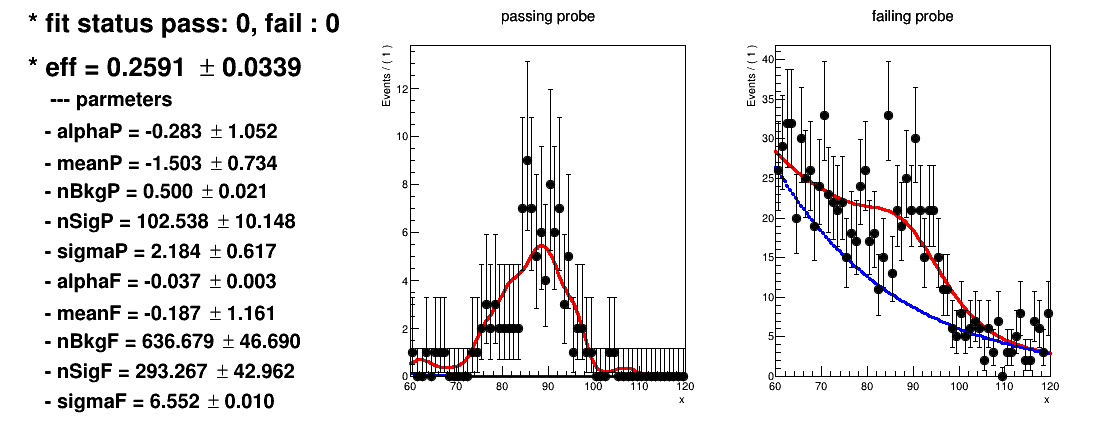 * fit status pass: 0, fail : 0
* eff = 0.2591 ± 0.0339
--- parmeters
- alphaP = -0.283 ± 1.052
- meanP = -1.503 ± 0.734
- nBkgP = 0.500 ± 0.021
- nSigP = 102.538 ± 10.148
- sigmaP = 2.184 ± 0.617
- alphaF = -0.037 ± 0.003
- meanF = -0.187 ± 1.161
- nBkgF = 636.679 ± 46.690
- nSigF = 293.267 ± 42.962
- sigmaF = 6.552 ± 0.010
passing probe
Events / ( 1 )
12
10
8
6
4
2
0
60 70 80 90 100 110 120
x
failing probe
Events / ( 1 )
40
35
30
25
20
15
10
5
0
60 70 80 90 100 110 120
x